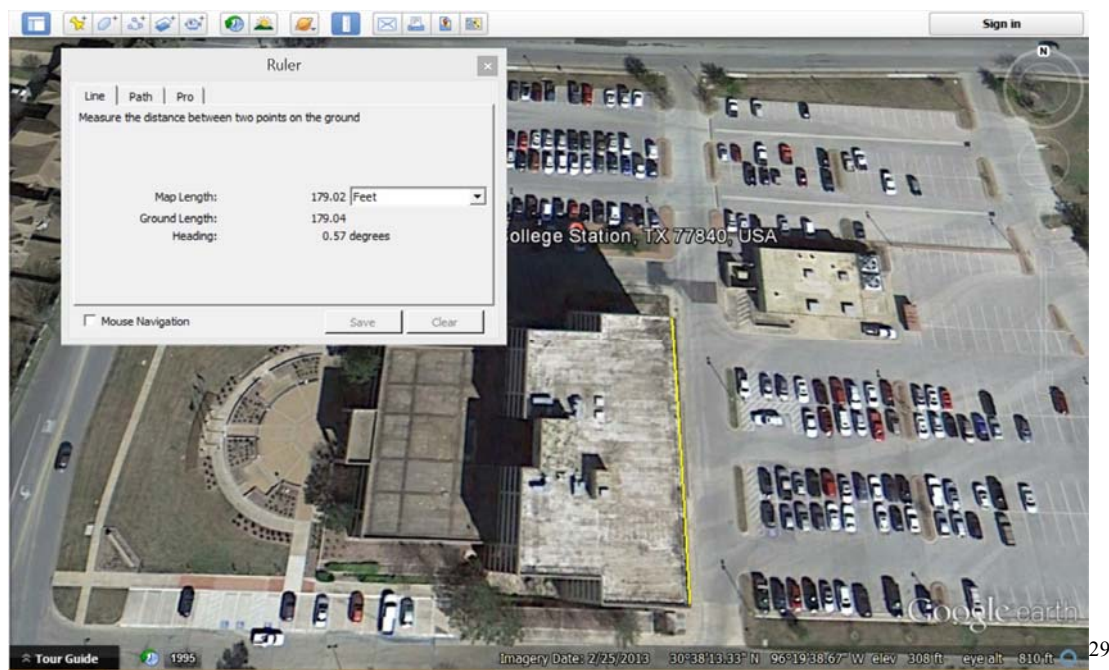 Sign in
N
Ruler
Line Path Pro
Measure the distance between two points on the ground
Map Length: 179.02 Feet
Ground Length: 179.04
Heading: 0.57 degrees
Mouse Navigation Save Clear
College Station, TX 77840, USA
Google earth
Tour Guide 1995 Imagery Date: 2/25/2013 30°38'13.33" N 96°19'38.67" W elev 308 ft eye alt 810 ft
29